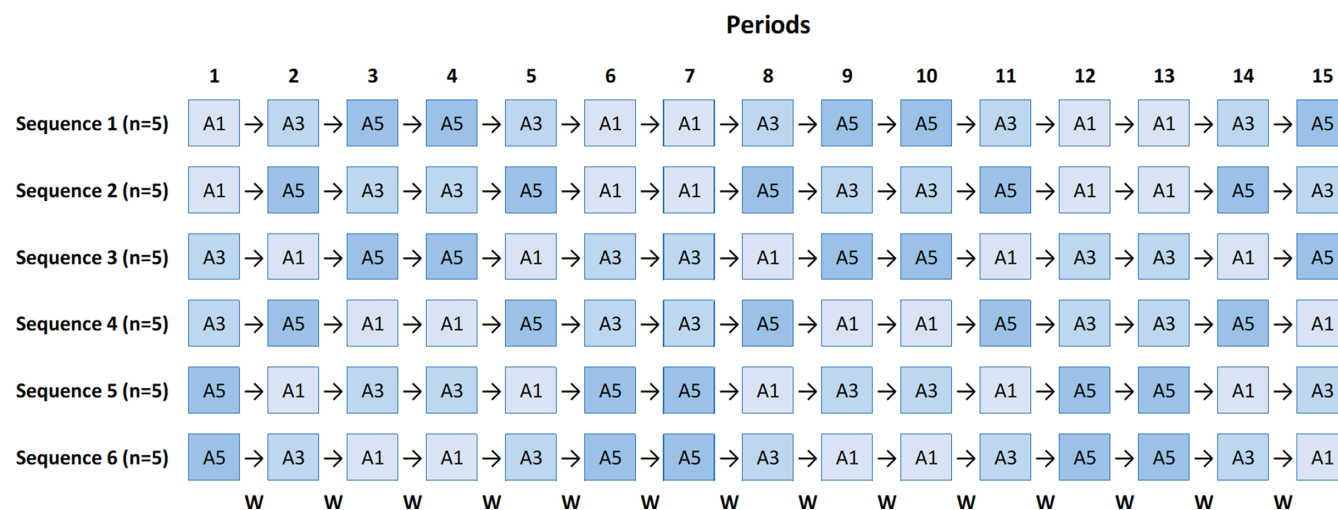 Periods
1 2 3 4 5 6 7 8 9 10 11 12 13 14 15
Sequence 1 (n=5) A1 → A3 → A5 → A5 → A3 → A1 → A1 → A3 → A5 → A5 → A3 → A1 → A1 → A3 → A5
Sequence 2 (n=5) A1 → A5 → A3 → A3 → A5 → A1 → A1 → A5 → A3 → A3 → A5 → A1 → A1 → A5 → A3
Sequence 3 (n=5) A3 → A1 → A5 → A5 → A1 → A3 → A3 → A1 → A5 → A5 → A1 → A3 → A3 → A1 → A5
Sequence 4 (n=5) A3 → A5 → A1 → A1 → A5 → A3 → A3 → A5 → A1 → A1 → A5 → A3 → A3 → A5 → A1
Sequence 5 (n=5) A5 → A1 → A3 → A3 → A1 → A5 → A5 → A1 → A3 → A3 → A1 → A5 → A5 → A1 → A3
Sequence 6 (n=5) A5 → A3 → A1 → A1 → A3 → A5 → A5 → A3 → A1 → A1 → A3 → A5 → A5 → A3 → A1
W W W W W W W W W W W W W W